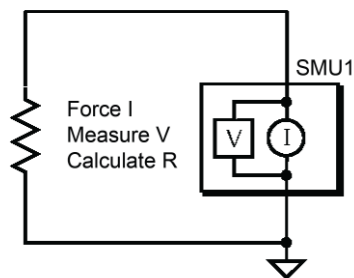 SMU1
Force I
Measure V
Calculate R
V
I